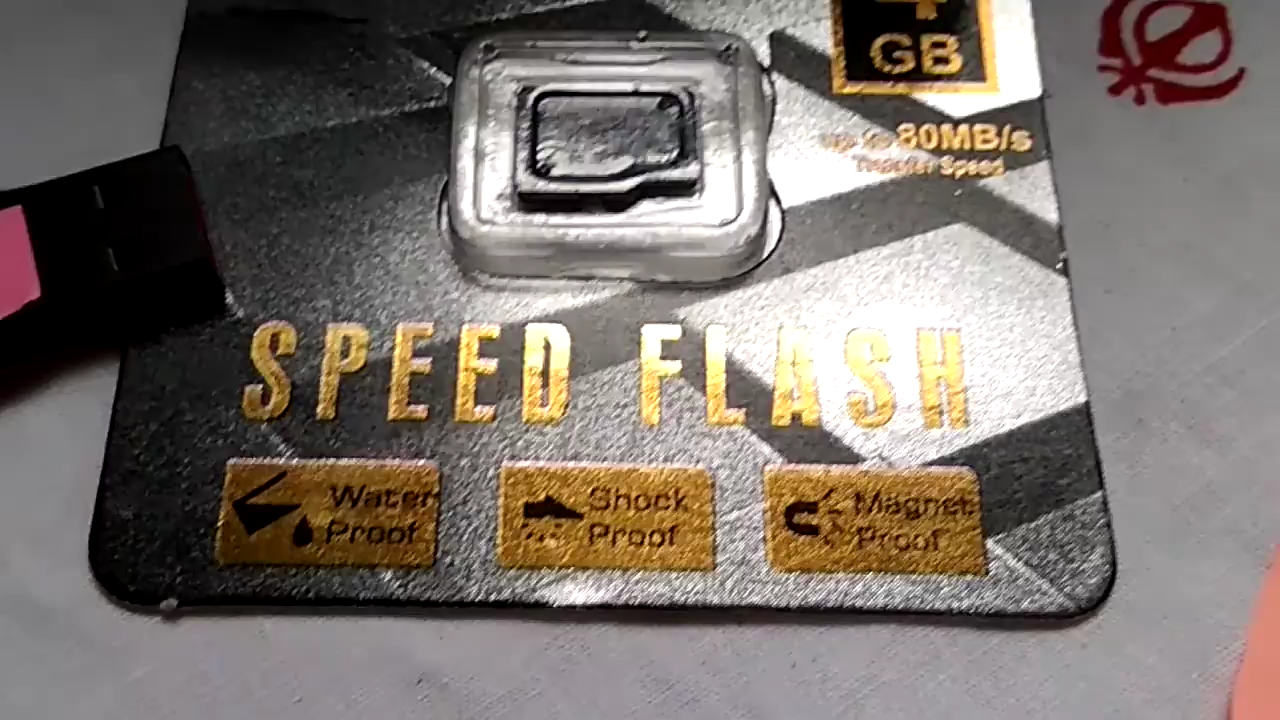 GB
80MB/s
Transfer Speed
SPEED FLASH
Water
Proof
Shock
Proof
Magnet
Proof